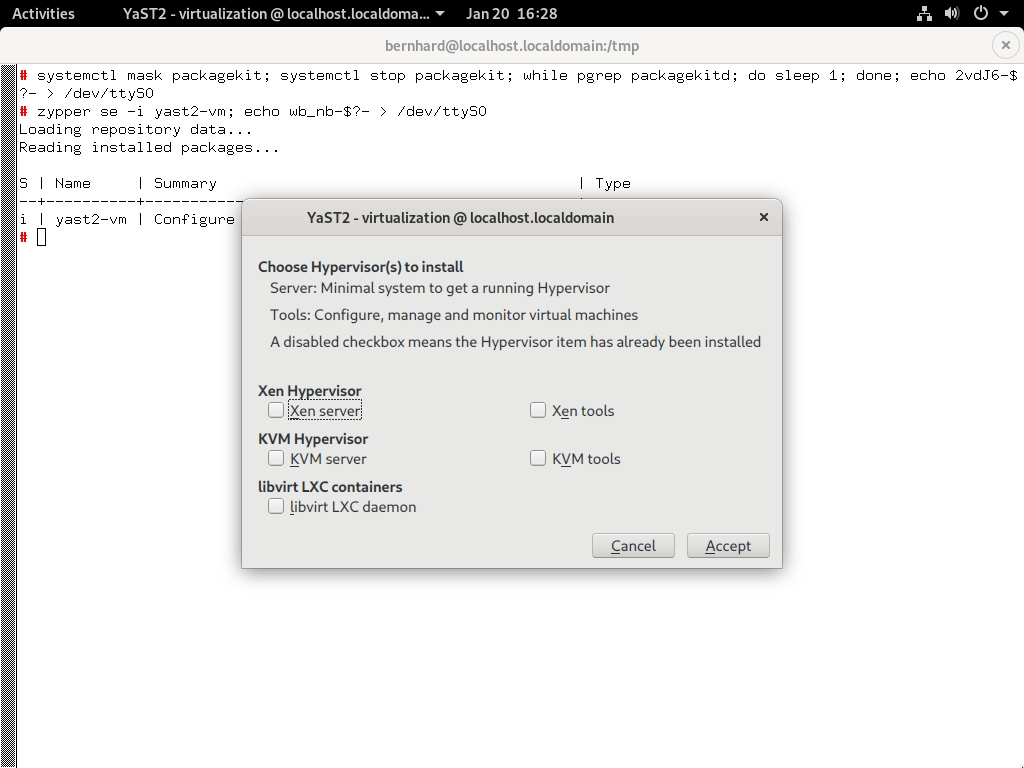 Activities YaST2 - virtualization @ localhost.localdoma... Jan 20 16:28
bernhard@localhost.localdomain:/tmp
# systemctl mask packagekit; systemctl stop packagekit; while pgrep packagekitd; do sleep 1; done; echo 2vdJ6-$
?- > /dev/ttyS0
# zypper se -i yast2-vm; echo wb_nb-$?- > /dev/ttyS0
Loading repository data...
Reading installed packages...
S | Name | Summary | Type
--+----------+-----------
i | yast2-vm | Configure
#
YaST2 - virtualization @ localhost.localdomain
Choose Hypervisor(s) to install
Server: Minimal system to get a running Hypervisor
Tools: Configure, manage and monitor virtual machines
A disabled checkbox means the Hypervisor item has already been installed
Xen Hypervisor
Xen server Xen tools
KVM Hypervisor
KVM server KVM tools
libvirt LXC containers
libvirt LXC daemon
Cancel Accept